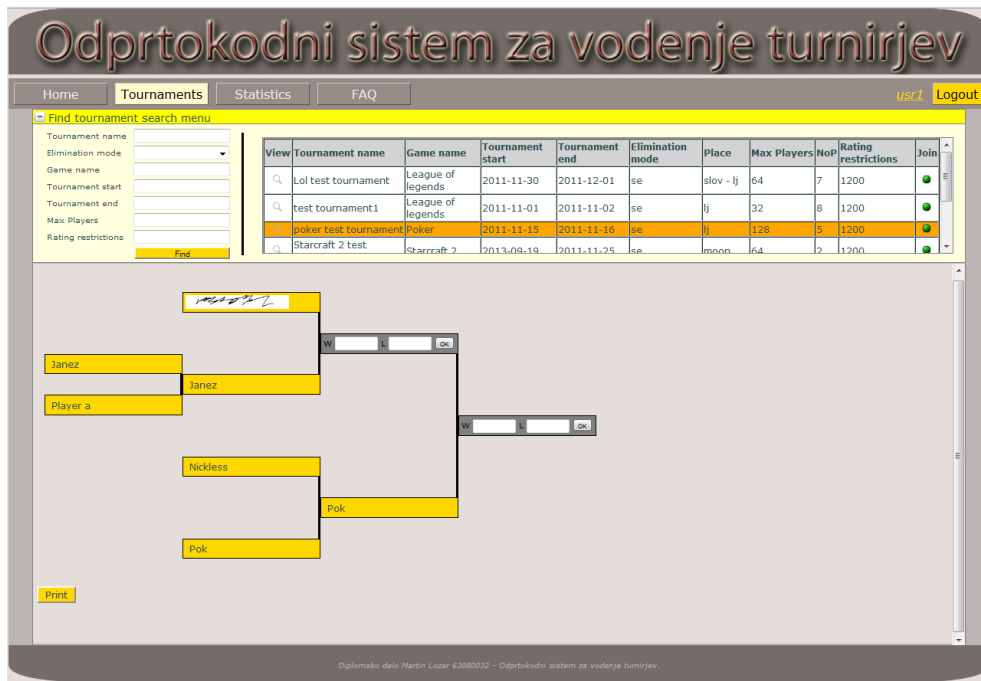 Odprtokodni sistem za vodenje turnirjev
Home Tournaments Statistics FAQ usr1 Logout
Find tournament search menu
Tournament name
Elimination mode
Game name
Tournament start
Tournament end
Max Players
Rating restrictions
Find
View Tournament name Game name Tournament start Tournament end Elimination mode Place Max Players NoP Rating restrictions Join
Lol test tournament League of legends 2011-11-30 2011-12-01 se slov - lj 64 7 1200
test tournament1 League of legends 2011-11-01 2011-11-02 se lj 32 8 1200
poker test tournament Poker 2011-11-15 2011-11-16 se lj 128 5 1200
Starcraft 2 test Starcraft 2 2013-09-19 2011-11-25 se moon 64 2 1200
W L OK
Janez
Janez
Player a
W L OK
Nickless
Pok
Pok
Print
Diplomsko delo Martin Lozar 63080032 - Odprtokodni sistem za vodenje turnirjev.